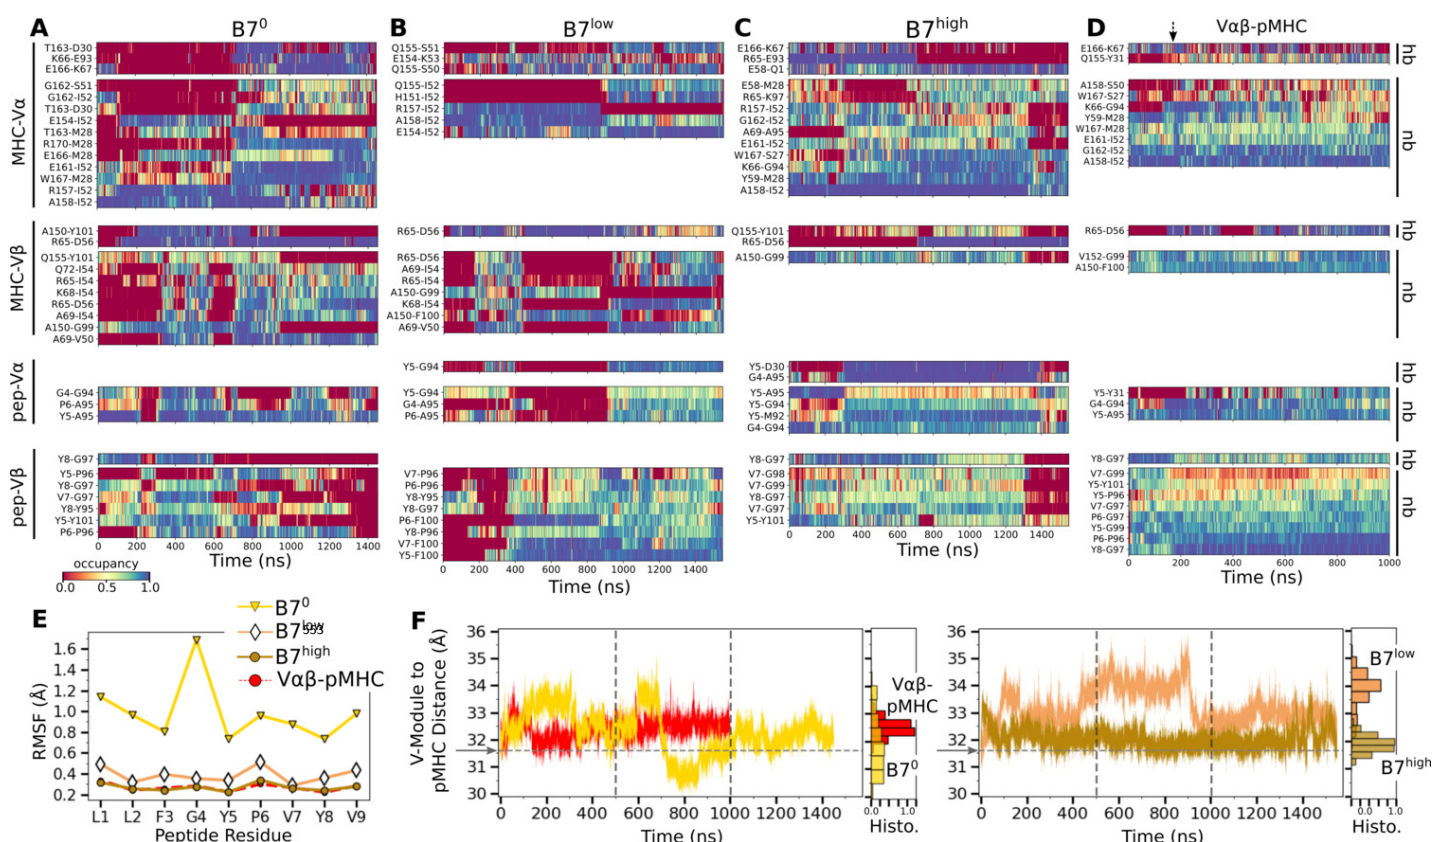 A
B7⁰
B
B7low
C
B7high
D
Vαβ-pMHC
MHC-Vα
T163-D30
K66-E93
E166-K67
G162-S51
G162-I52
T163-D30
E154-I52
T163-M28
R170-M28
E166-M28
E161-I52
W167-M28
R157-I52
A158-I52
Q155-S51
E154-K53
Q155-S50
Q155-I52
H151-I52
R157-I52
A158-I52
E154-I52
E166-K67
R65-E93
E58-Q1
E58-M28
R65-K97
R157-I52
G162-I52
A69-A95
E161-I52
W167-S27
K66-G94
Y59-M28
A158-I52
E166-K67
Q155-Y31
A158-S50
W167-S27
K66-G94
Y59-M28
W167-M28
E161-I52
G162-I52
A158-I52
hb
nb
MHC-Vβ
A150-Y101
R65-D56
Q155-Y101
Q72-I54
R65-I54
K68-I54
R65-D56
A69-I54
A150-G99
A69-V50
R65-D56
R65-D56
A69-I54
R65-I54
A150-G99
K68-I54
A150-F100
A69-V50
Q155-Y101
R65-D56
A150-G99
R65-D56
V152-G99
A150-F100
hb
nb
pep-Vα
G4-G94
P6-A95
Y5-A95
Y5-G94
Y5-G94
G4-A95
P6-A95
Y5-D30
G4-A95
Y5-A95
Y5-G94
Y5-M92
G4-G94
Y5-Y31
G4-G94
Y5-A95
hb
nb
pep-Vβ
Y8-G97
Y5-P96
Y8-G97
V7-G97
Y8-Y95
Y5-Y101
P6-P96
V7-P96
P6-P96
Y8-Y95
Y8-G97
P6-F100
Y8-P96
V7-F100
Y5-F100
Y8-G97
V7-G98
V7-G99
Y8-G97
V7-G97
Y5-Y101
Y8-G97
V7-G99
Y5-Y101
Y5-P96
V7-G97
P6-G97
Y5-G99
P6-P96
Y8-G97
hb
nb
0 200 400 600 800 1000 1200 1400
Time (ns)
0 200 400 600 800 1000 1200 1400
Time (ns)
0 200 400 600 800 1000 1200 1400
Time (ns)
0 200 400 600 800 1000
Time (ns)
occupancy
0.0 0.5 1.0
E
B7⁰
B7low
B7high
Vαβ-pMHC
RMSF (Å)
1.6
1.4
1.2
1.0
0.8
0.6
0.4
0.2
L1 L2 F3 G4 Y5 P6 V7 Y8 V9
Peptide Residue
F
V-Module to
pMHC Distance (Å)
36
35
34
33
32
31
30
0 200 400 600 800 1000 1200 1400
Time (ns)
Vαβ-
pMHC
B7⁰
0.0 1.0
Histo.
36
35
34
33
32
31
30
0 200 400 600 800 1000 1200 1400
Time (ns)
B7low
B7high
0.0 1.0
Histo.